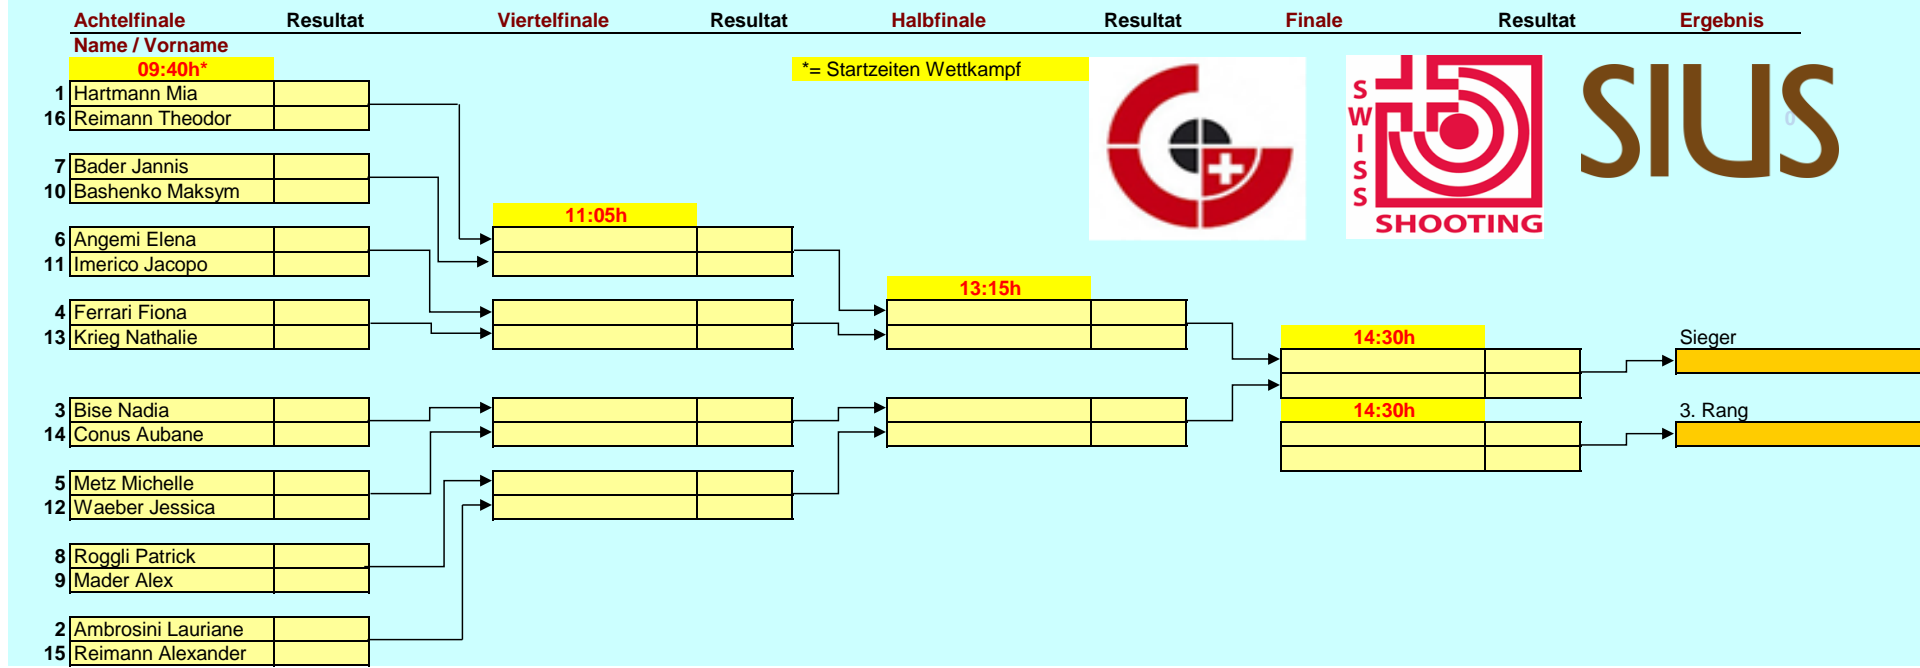 Achtelfinale Resultat Viertelfinale Resultat Halbfinale Resultat Finale Resultat Ergebnis
Name / Vorname
09:40h* *= Startzeiten Wettkampf
1 Hartmann Mia
16 Reimann Theodor
7 Bader Jannis
10 Bashenko Maksym
11:05h
6 Angemi Elena
11 Imerico Jacopo
13:15h
4 Ferrari Fiona
13 Krieg Nathalie
14:30h Sieger
3 Bise Nadia
14:30h 3. Rang
14 Conus Aubane
5 Metz Michelle
12 Waeber Jessica
8 Roggli Patrick
9 Mader Alex
2 Ambrosini Lauriane
15 Reimann Alexander
SWISS
SHOOTING
SIUS
0